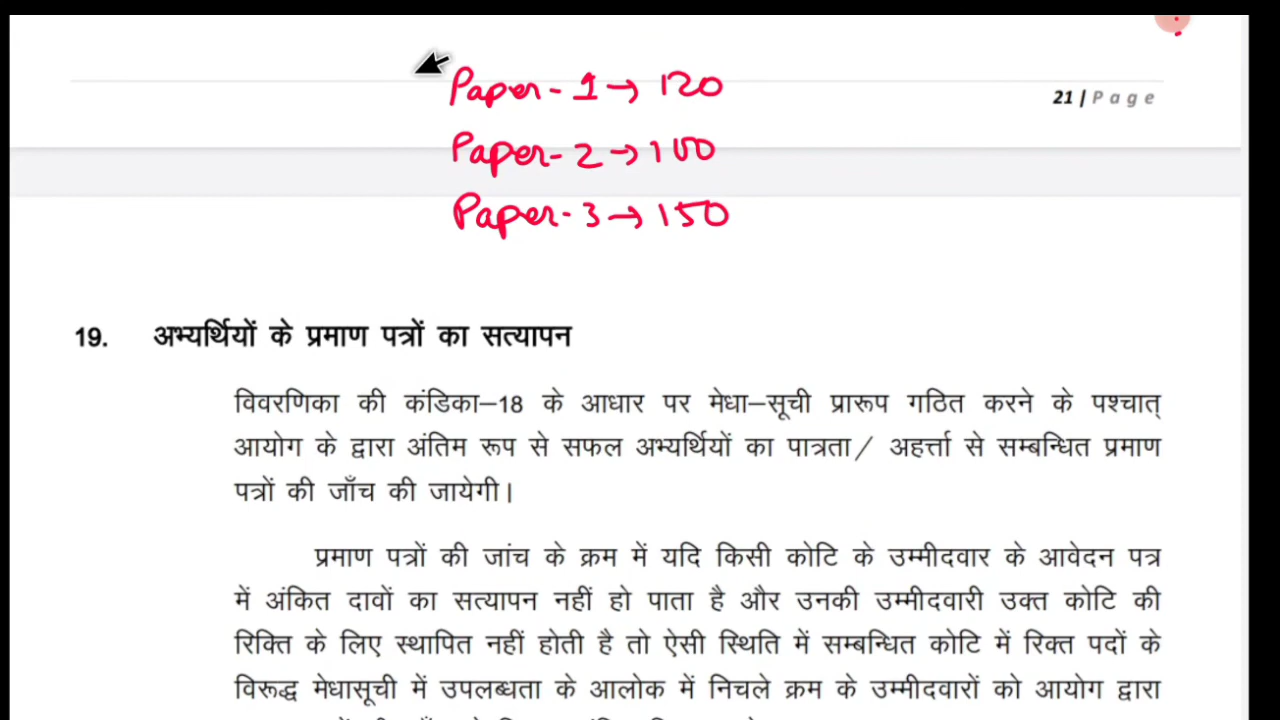 Paper - 1 → 120
21 | Page
Paper - 2 → 100
Paper - 3 → 150
19. अभ्यर्थियों के प्रमाण पत्रों का सत्यापन
विवरणिका की कंडिका–18 के आधार पर मेधा–सूची प्रारूप गठित करने के पश्चात्
आयोग के द्वारा अंतिम रूप से सफल अभ्यर्थियों का पात्रता/ अहर्त्ता से सम्बन्धित प्रमाण
पत्रों की जाँच की जायेगी।
प्रमाण पत्रों की जांच के क्रम में यदि किसी कोटि के उम्मीदवार के आवेदन पत्र
में अंकित दावों का सत्यापन नहीं हो पाता है और उनकी उम्मीदवारी उक्त कोटि की
रिक्ति के लिए स्थापित नहीं होती है तो ऐसी स्थिति में सम्बन्धित कोटि में रिक्त पदों के
विरूद्ध मेधासूची में उपलब्धता के आलोक में निचले क्रम के उम्मीदवारों को आयोग द्वारा